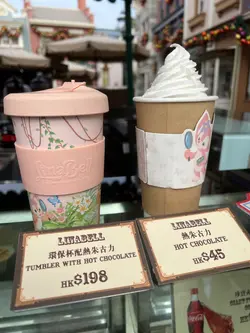 LinaBell
LINABELL
環保杯配熱朱古力
TUMBLER WITH HOT CHOCOLATE
HK$198
LINABELL
熱朱古力
HOT CHOCOLATE
HK$45